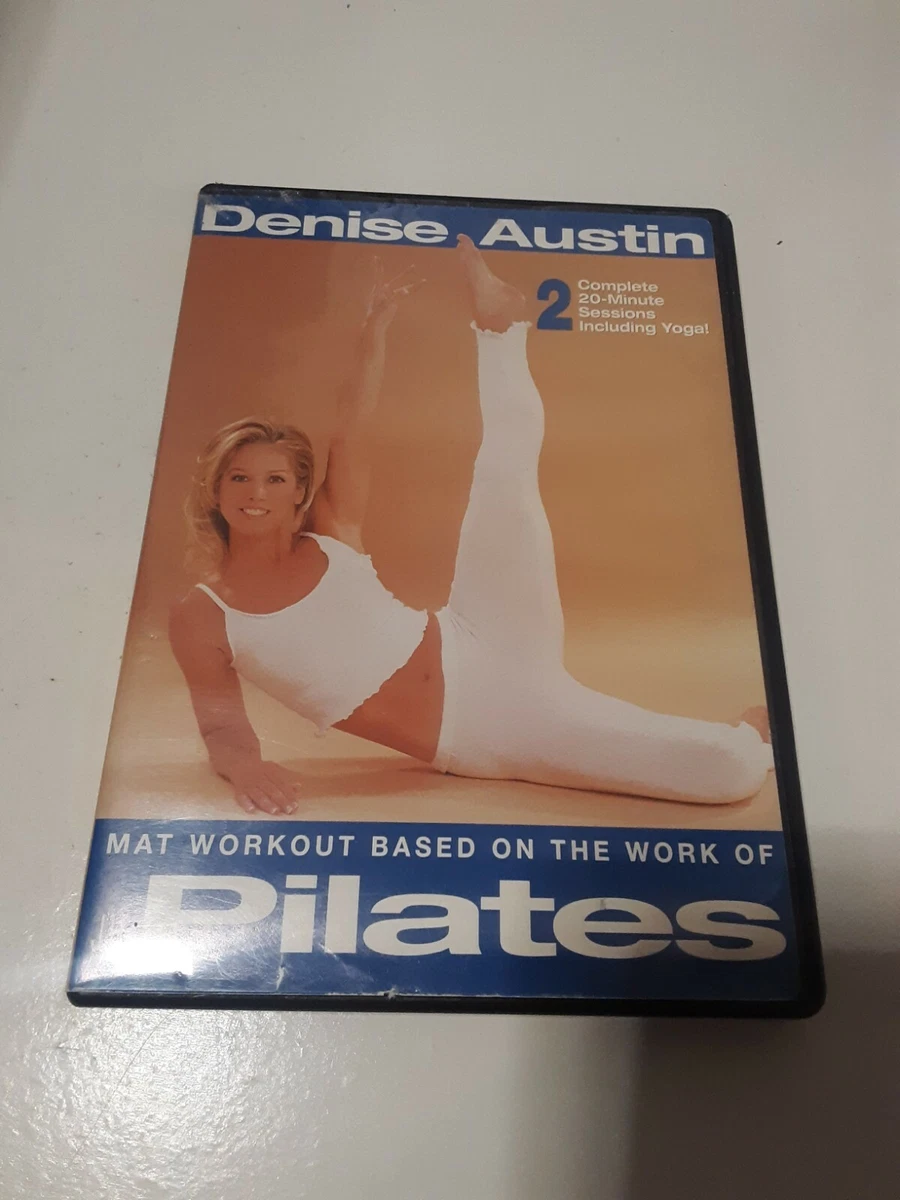 Denise Austin
2 Complete
20-Minute
Sessions
Including Yoga!
MAT WORKOUT BASED ON THE WORK OF
Pilates